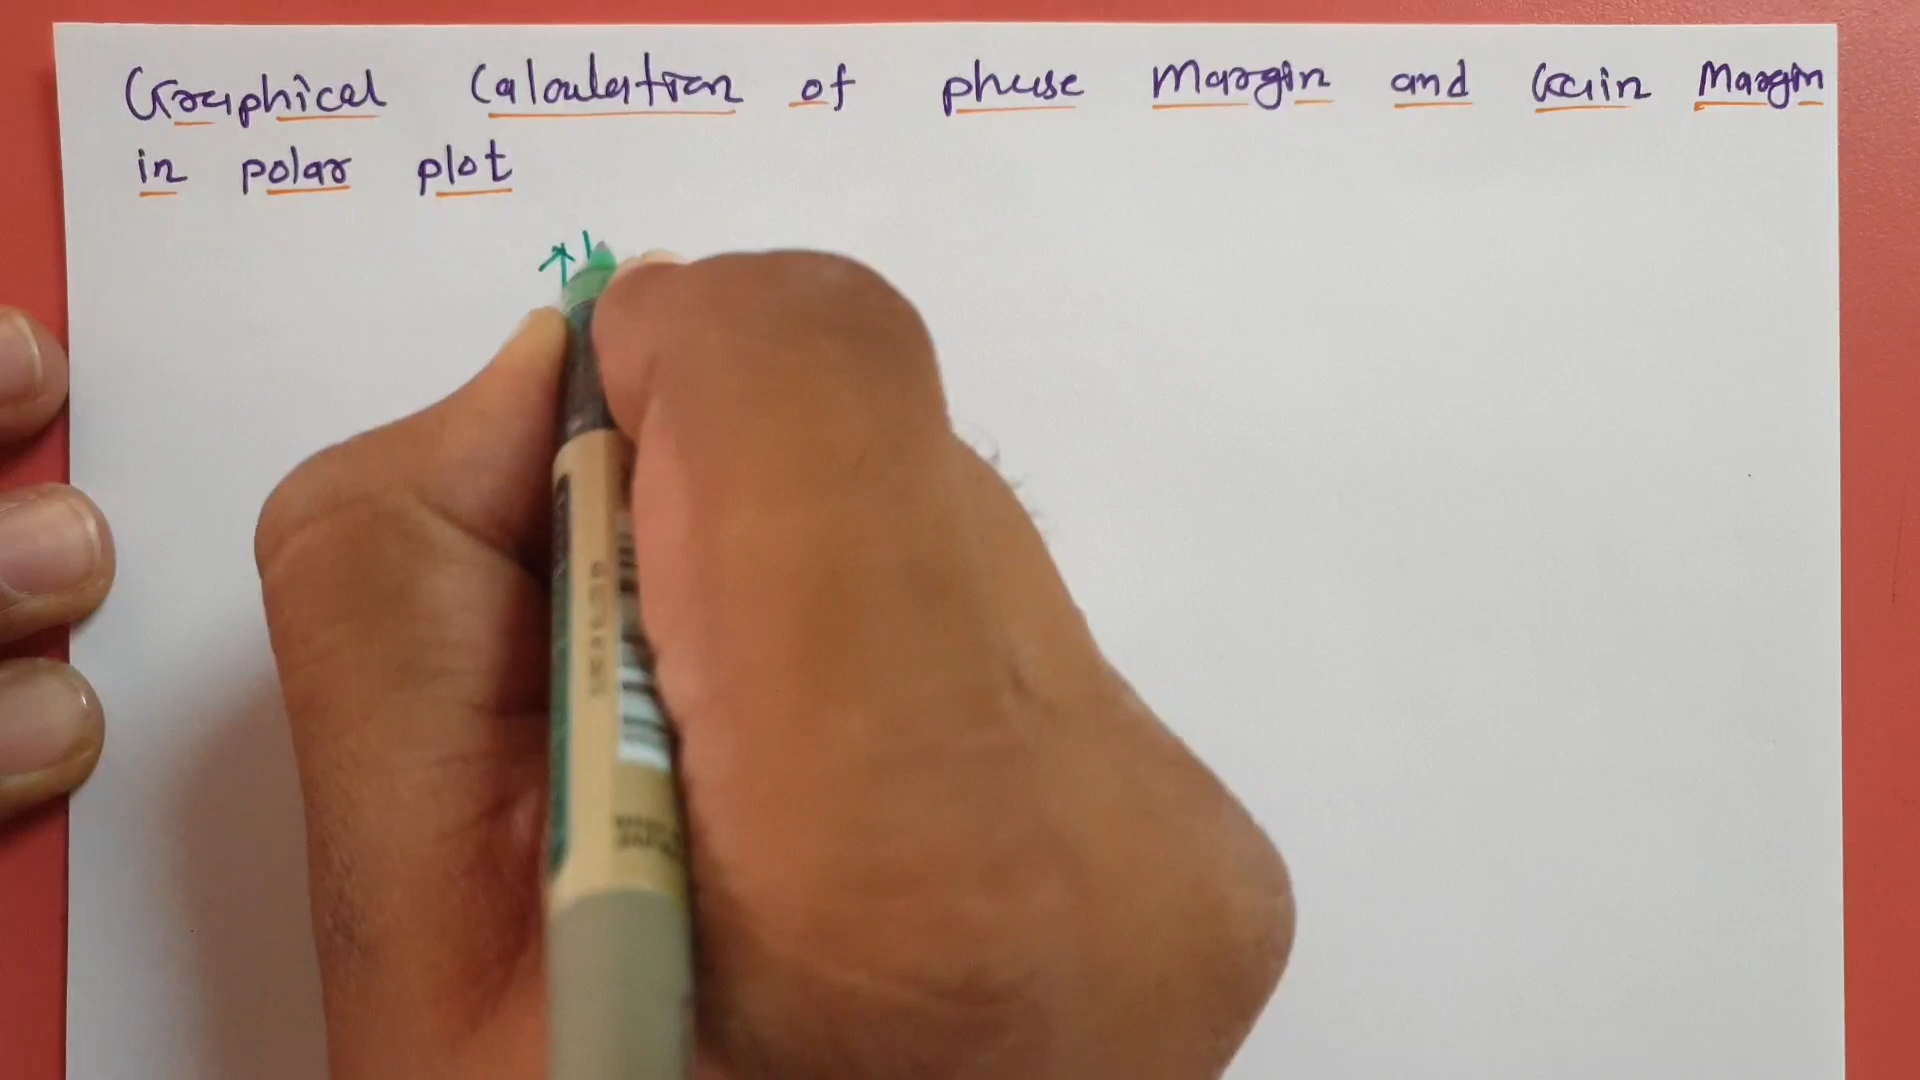 Graphical Calculation of phase Margin and Gain Margin
in polar plot